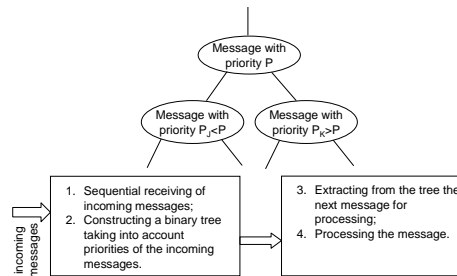 Message with
priority P
Message with
priority PJ<P
Message with
priority PK>P
incoming
messages
1. Sequential receiving of
incoming messages;
2. Constructing a binary tree
taking into account
priorities of the incoming
messages.
3. Extracting from the tree the
next message for
processing;
4. Processing the message.